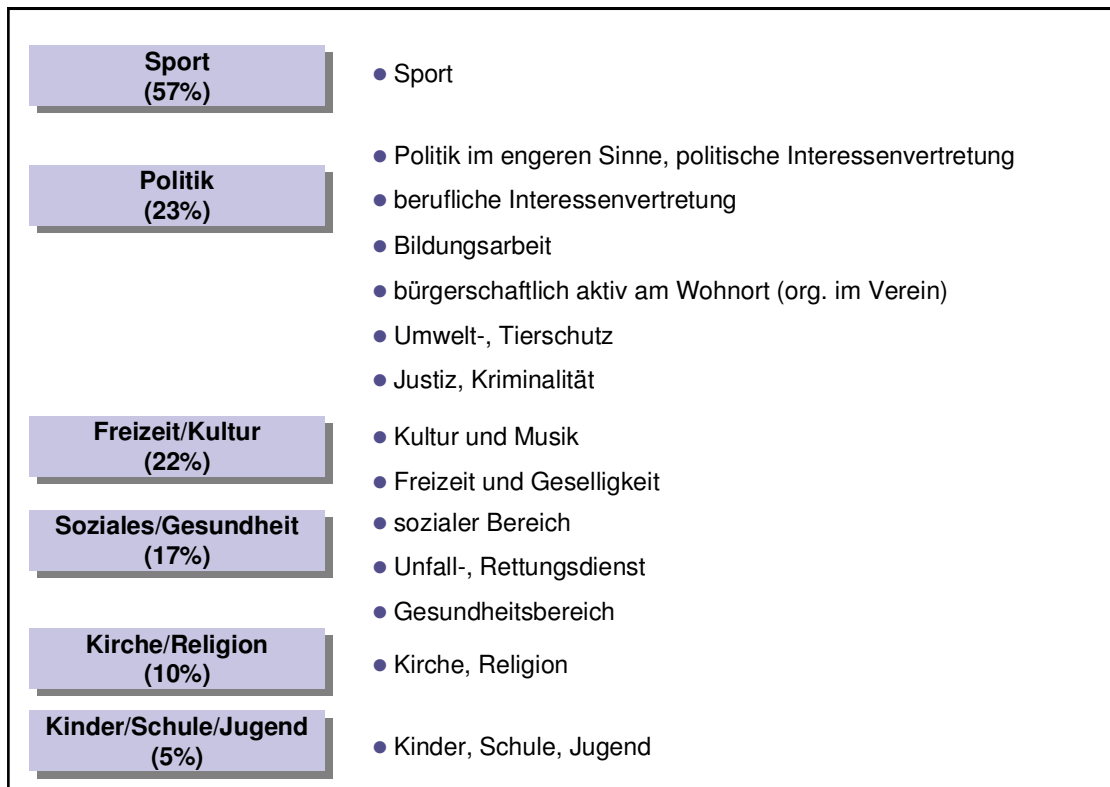 Sport
(57%)
● Sport
Politik
(23%)
● Politik im engeren Sinne, politische Interessenvertretung
● berufliche Interessenvertretung
● Bildungsarbeit
● bürgerschaftlich aktiv am Wohnort (org. im Verein)
● Umwelt-, Tierschutz
● Justiz, Kriminalität
Freizeit/Kultur
(22%)
● Kultur und Musik
● Freizeit und Geselligkeit
Soziales/Gesundheit
(17%)
● sozialer Bereich
● Unfall-, Rettungsdienst
● Gesundheitsbereich
Kirche/Religion
(10%)
● Kirche, Religion
Kinder/Schule/Jugend
(5%)
● Kinder, Schule, Jugend